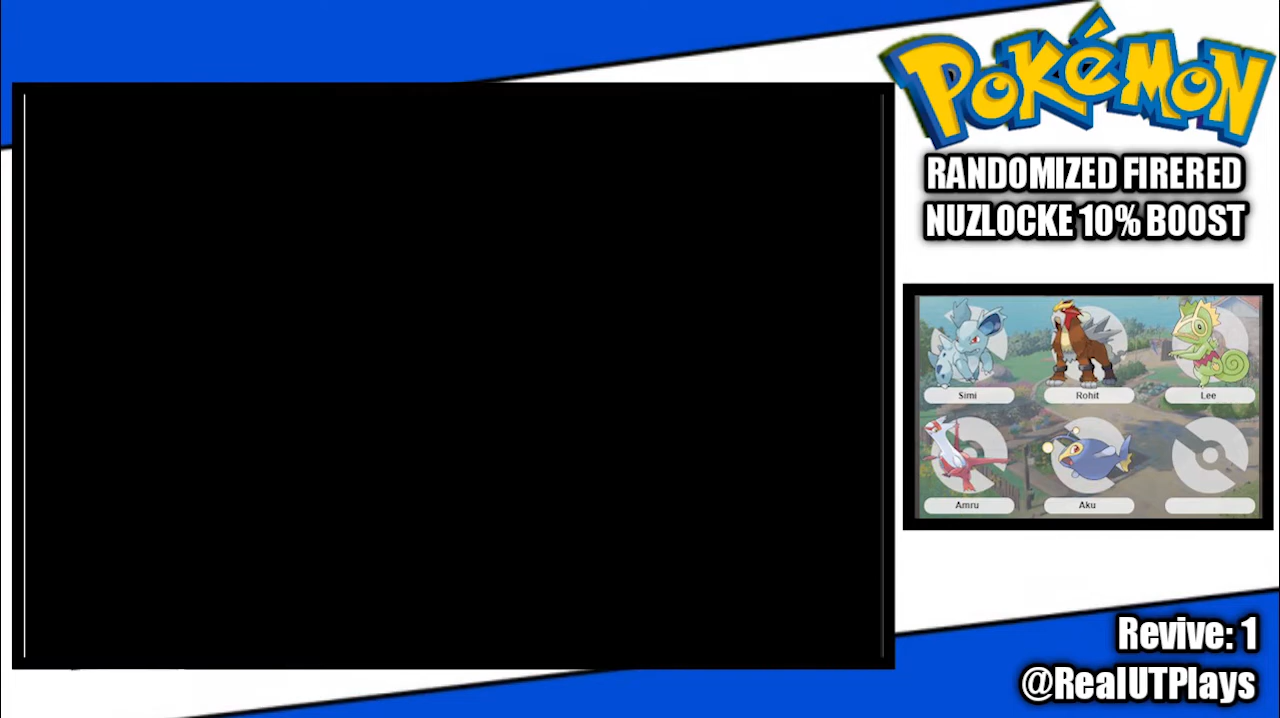 POKéMON
RANDOMIZED FIRERED
NUZLOCKE 10% BOOST
Simi
Rohit
Lee
Amru
Aku
Revive: 1
@RealUTPlays